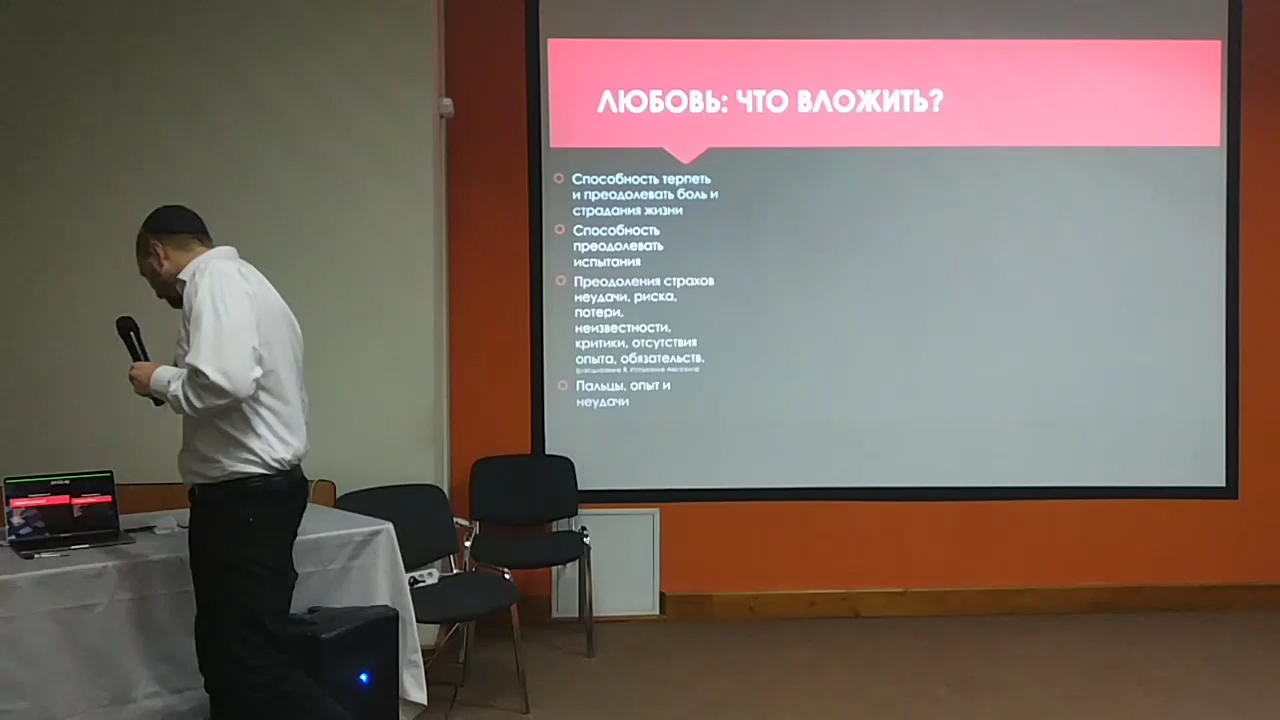 ЛЮБОВЬ: ЧТО ВЛОЖИТЬ?
Способность терпеть
и преодолевать боль и
страдания жизни
Способность
преодолевать
испытания
Преодоления страхов
неудачи, риска,
потери,
неизвестности,
критики, отсутствия
опыта, обязательств.
Пальцы, опыт и
неудачи